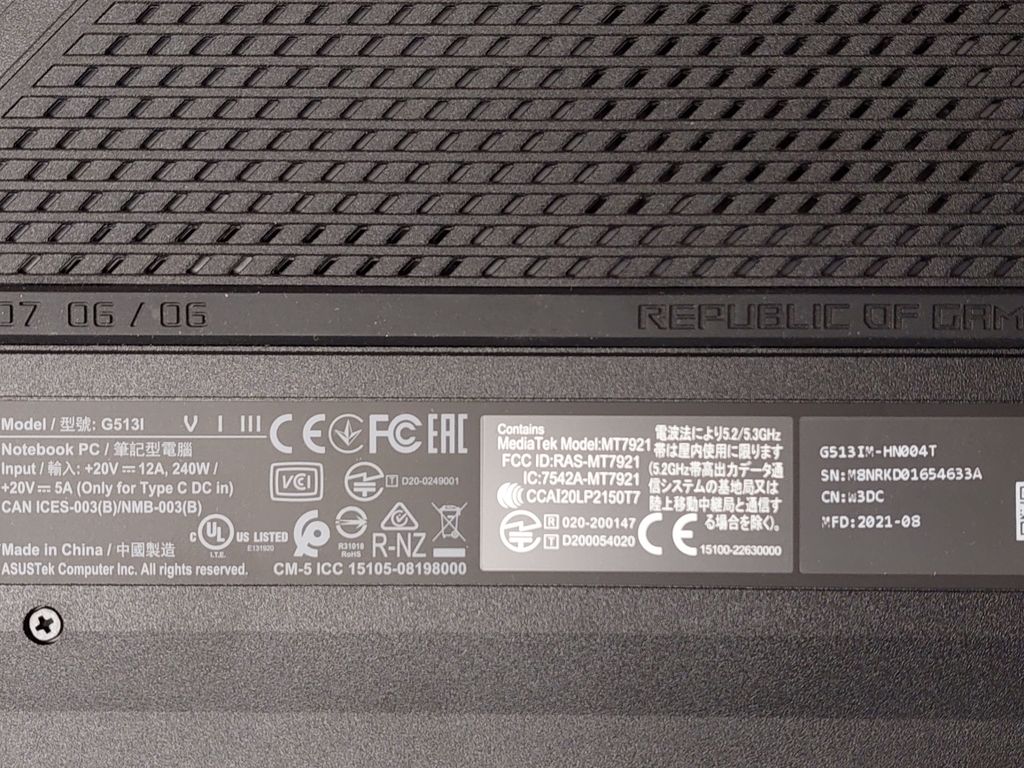 07 06 / 06
REPUBLIC OF GAM
Model / 型號: G513I
V I III
CE FC EAC
Notebook PC / 筆記型電腦
Input / 輸入: +20V ⎓ 12A, 240W /
+20V ⎓ 5A (Only for Type C DC in)
CAN ICES-003(B)/NMB-003(B)
VCI
T D20-0249001
Made in China / 中國製造
ASUSTek Computer Inc. All rights reserved.
c UL US LISTED
I.T.E. E131920
R31018
RoHS
R-NZ
CM-5 ICC 15105-08198000
Contains
MediaTek Model:MT7921
FCC ID:RAS-MT7921
IC:7542A-MT7921
CCAI20LP2150T7
R 020-200147
T D200054020
電波法により5.2/5.3GHz
帯は屋内使用に限ります
(5.2GHz帯高出力データ通
信システムの基地局又は
陸上移動中継局と通信す
る場合を除く。
CE
15100-22630000
G513IM-HN004T
SN:M8NRKD01654633A
CN:W3DC
MFD:2021-08